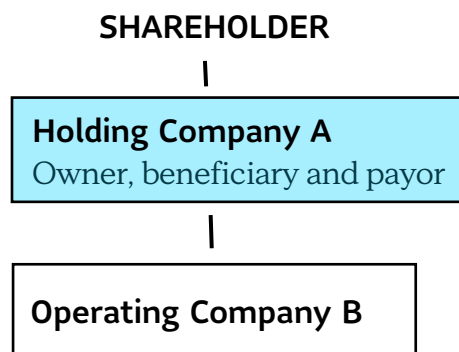 SHAREHOLDER
Holding Company A
Owner, beneficiary and payor
Operating Company B